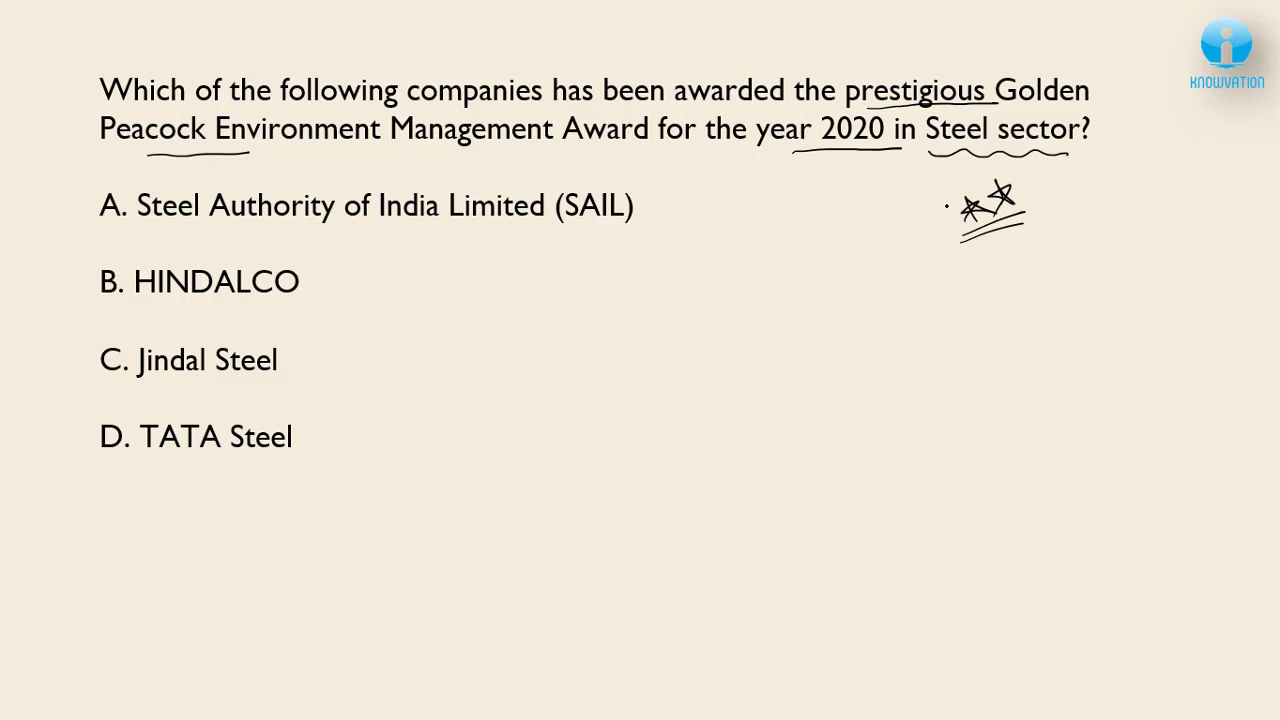 KNOWVATION
Which of the following companies has been awarded the prestigious Golden
Peacock Environment Management Award for the year 2020 in Steel sector?
A. Steel Authority of India Limited (SAIL)
B. HINDALCO
C. Jindal Steel
D. TATA Steel